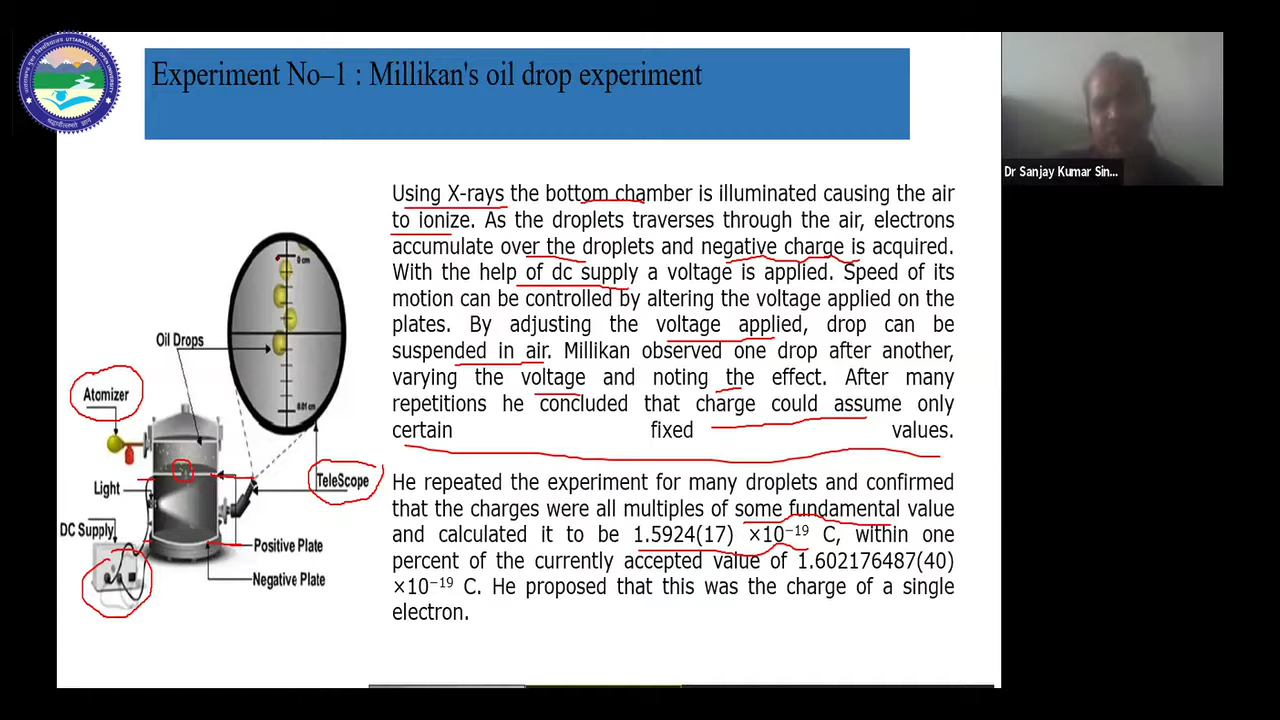 Experiment No–1 : Millikan's oil drop experiment
Dr Sanjay Kumar Sin...
Using X-rays the bottom chamber is illuminated causing the air
to ionize. As the droplets traverses through the air, electrons
accumulate over the droplets and negative charge is acquired.
With the help of dc supply a voltage is applied. Speed of its
motion can be controlled by altering the voltage applied on the
plates. By adjusting the voltage applied, drop can be
suspended in air. Millikan observed one drop after another,
varying the voltage and noting the effect. After many
repetitions he concluded that charge could assume only
certain fixed values.
He repeated the experiment for many droplets and confirmed
that the charges were all multiples of some fundamental value
and calculated it to be 1.5924(17) ×10⁻¹⁹ C, within one
percent of the currently accepted value of 1.602176487(40)
×10⁻¹⁹ C. He proposed that this was the charge of a single
electron.
0 cm
Oil Drops
Atomizer
0.01 cm
TeleScope
Light
DC Supply
Positive Plate
Negative Plate